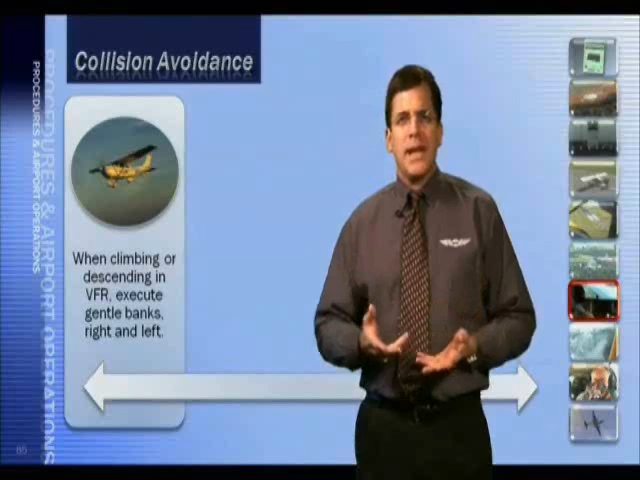 Collision Avoidance
When climbing or
descending in
VFR, execute
gentle banks,
right and left.
PROCEDURES & AIRPORT OPERATIONS
PROCEDURES & AIRPORT OPERATIONS
85